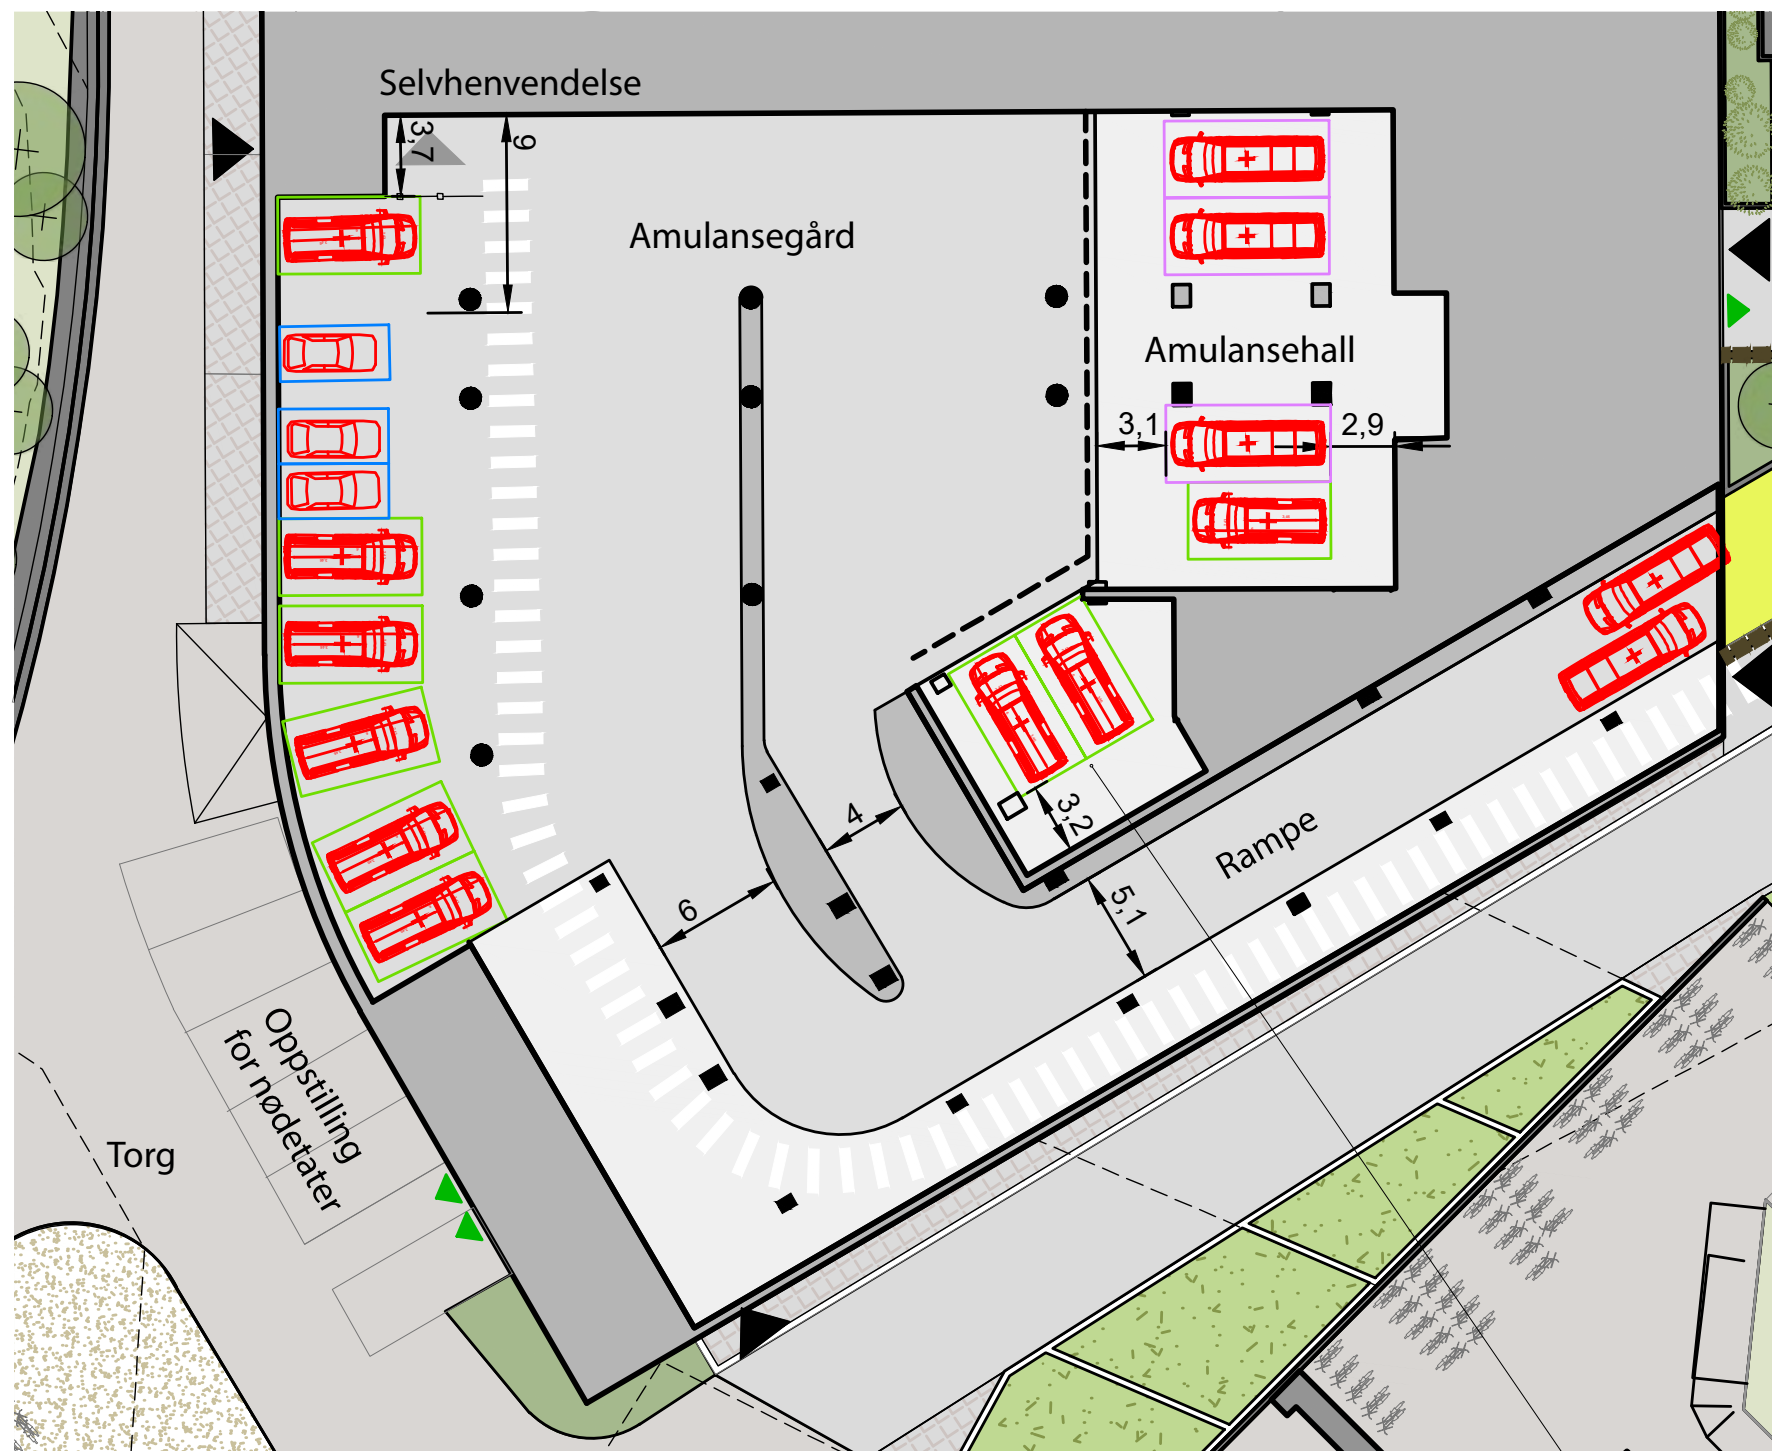 Selvhenvendelse
3,7
9
Amulansegård
Amulansehall
3,1
2,9
4
3,2
6
5,1
Rampe
Oppstilling
for nødetater
Torg